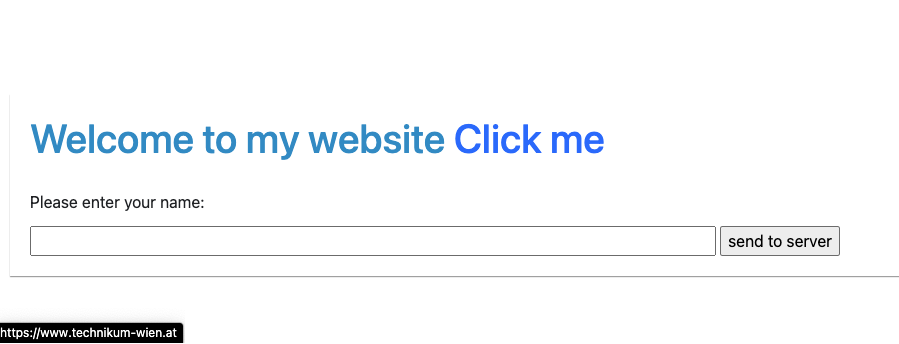 Welcome to my website Click me
Please enter your name:
send to server
https://www.technikum-wien.at